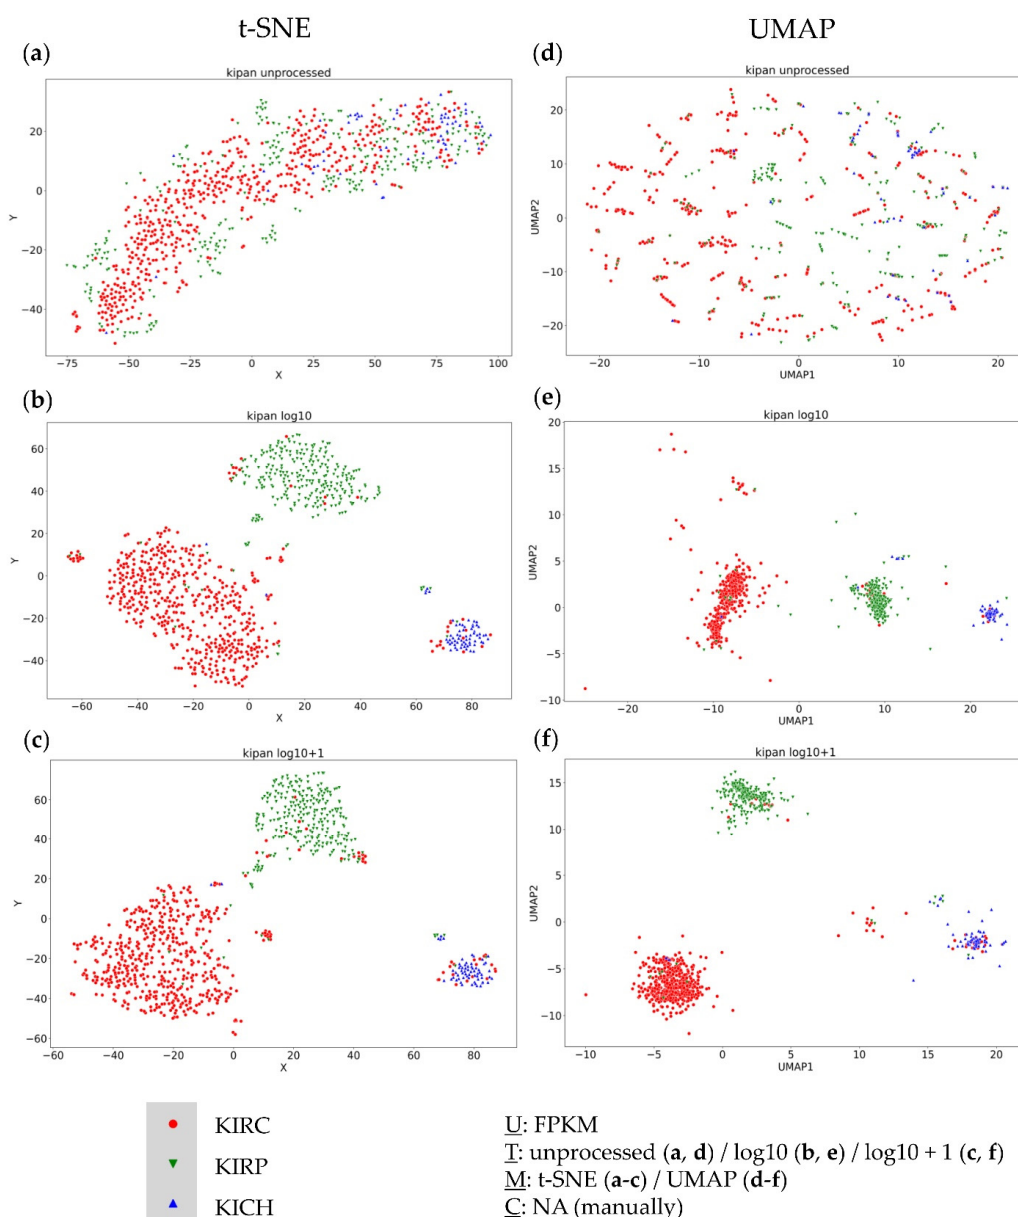 t-SNE
UMAP
(a)
kipan unprocessed
20
0
−20
−40
Y
−75
−50
−25
0
25
50
75
100
X
(d)
kipan unprocessed
20
10
0
−10
−20
UMAP2
−20
−10
0
10
20
UMAP1
(b)
kipan log10
60
40
20
0
−20
−40
Y
−60
−40
−20
0
20
40
60
80
X
(e)
kipan log10
20
15
10
5
0
−5
−10
UMAP2
−20
−10
0
10
20
UMAP1
(c)
kipan log10+1
60
40
20
0
−20
−40
−60
Y
−60
−40
−20
0
20
40
60
80
X
(f)
kipan log10+1
15
10
5
0
−5
−10
UMAP2
−10
−5
0
5
10
15
20
UMAP1
KIRC
KIRP
KICH
U: FPKM
T: unprocessed (a, d) / log10 (b, e) / log10 + 1 (c, f)
M: t-SNE (a-c) / UMAP (d-f)
C: NA (manually)